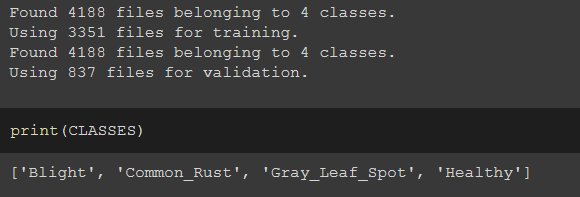 Found 4188 files belonging to 4 classes.
Using 3351 files for training.
Found 4188 files belonging to 4 classes.
Using 837 files for validation.
print(CLASSES)
['Blight', 'Common_Rust', 'Gray_Leaf_Spot', 'Healthy']